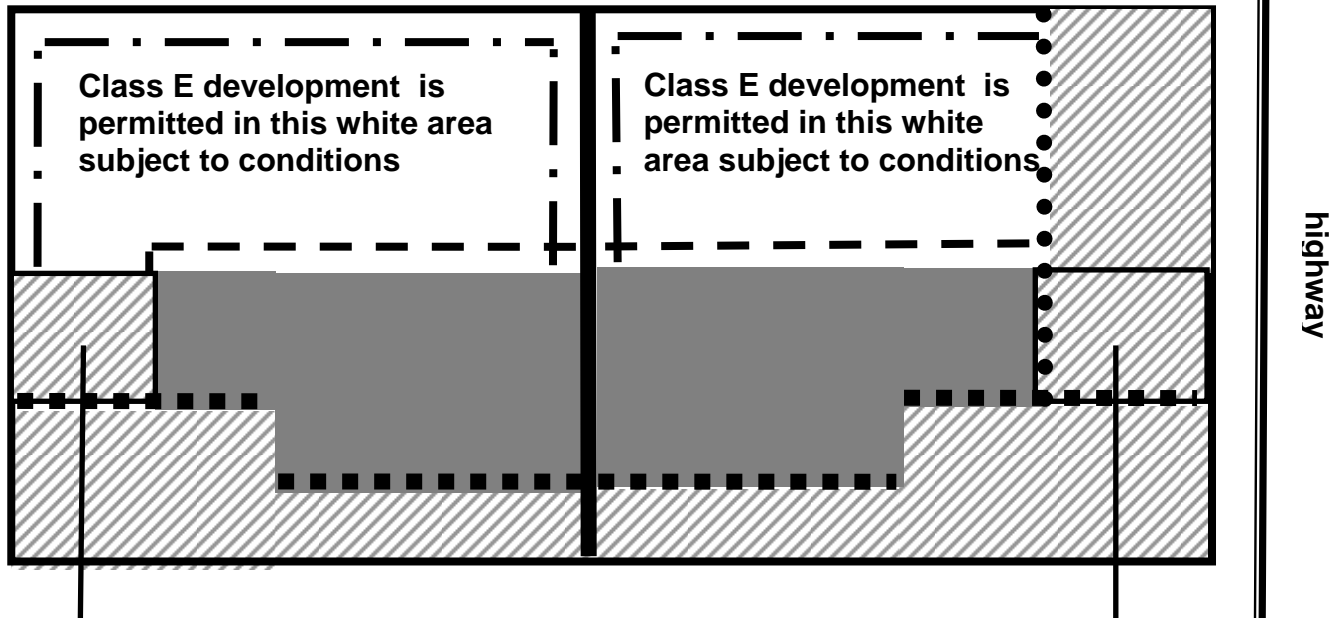 Class E development is
permitted in this white area
subject to conditions
Class E development is
permitted in this white
area subject to conditions
highway